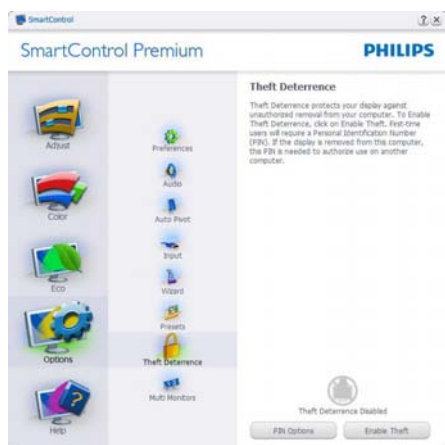 SmartControl
SmartControl Premium
PHILIPS
Adjust
Color
Eco
Options
Help
Preferences
Audio
Auto Pivot
Input
Wizard
Presets
Theft Deterrence
Multi Monitors
Theft Deterrence
Theft Deterrence protects your display against
unauthorized removal from your computer. To Enable
Theft Deterrence, click on Enable Theft. First-time
users will require a Personal Identification Number
(PIN). If the display is removed from this computer,
the PIN is needed to authorize use on another
computer.
Theft Deterrence Disabled
PIN Options
Enable Theft